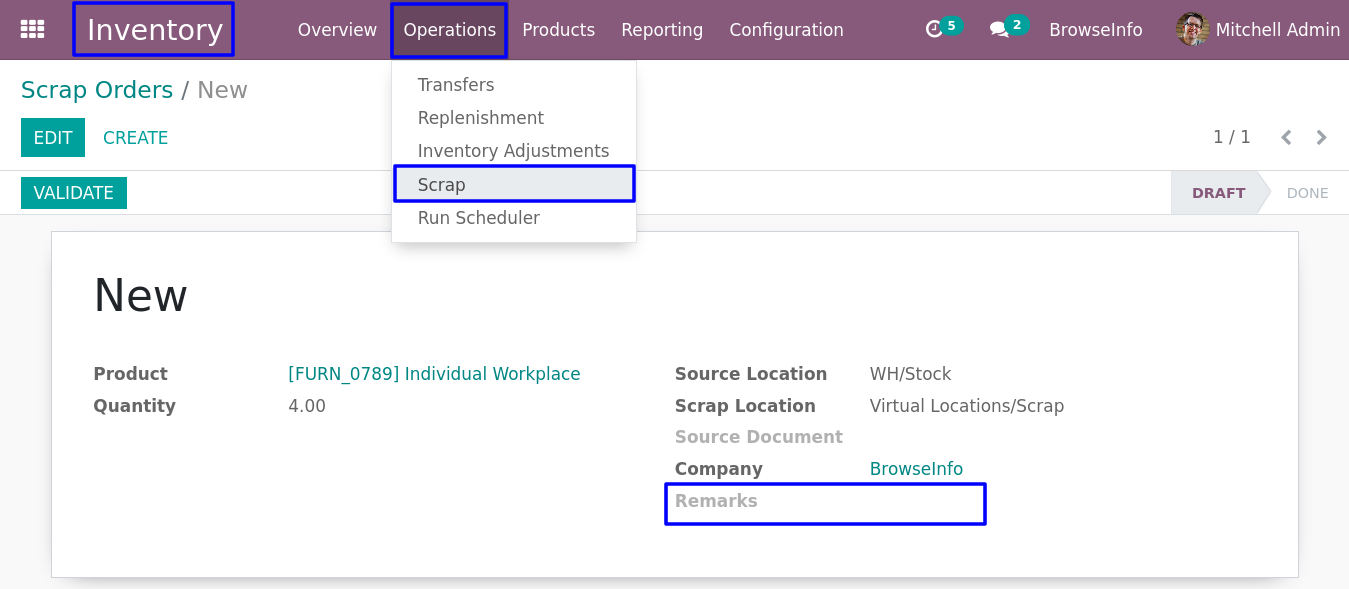 Inventory Overview Operations Products Reporting Configuration 5 2 BrowseInfo Mitchell Admin
Transfers
Replenishment
Inventory Adjustments
Scrap
Run Scheduler
Scrap Orders / New
EDIT CREATE 1 / 1
VALIDATE DRAFT DONE
New
Product [FURN_0789] Individual Workplace
Quantity 4.00
Source Location WH/Stock
Scrap Location Virtual Locations/Scrap
Source Document
Company BrowseInfo
Remarks